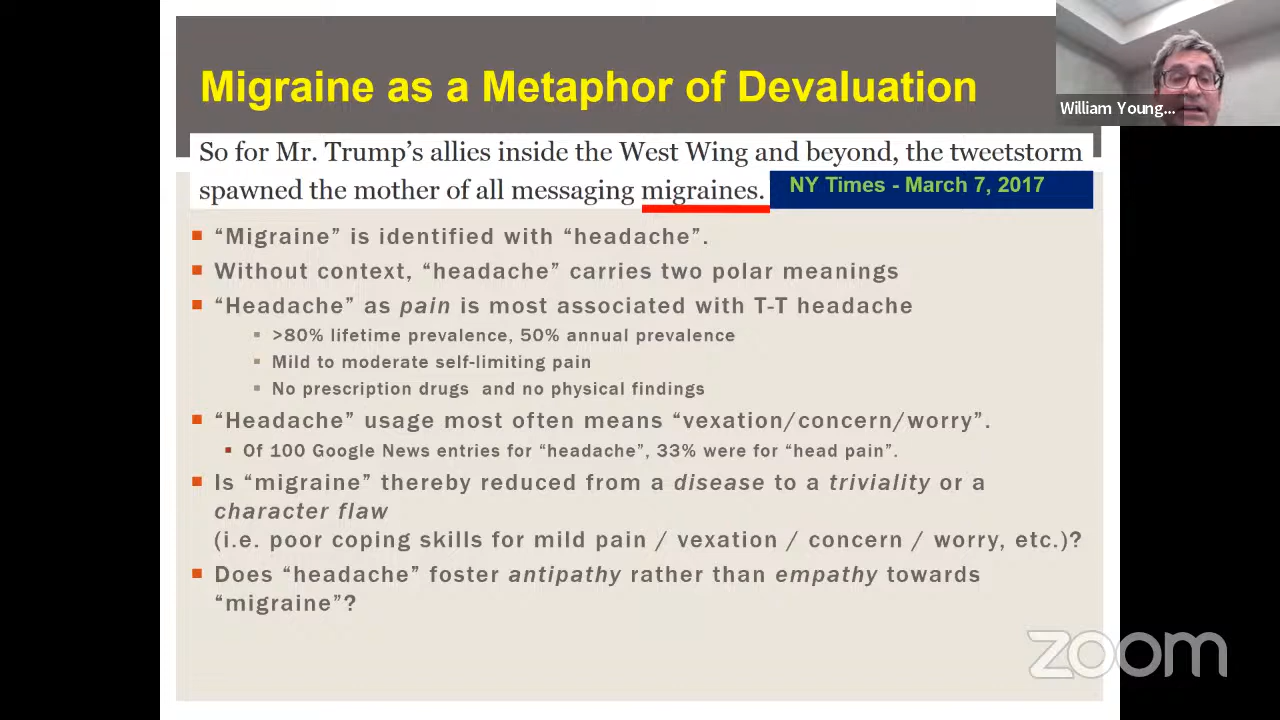 Migraine as a Metaphor of Devaluation
William Young...
So for Mr. Trump’s allies inside the West Wing and beyond, the tweetstorm
spawned the mother of all messaging migraines.
NY Times - March 7, 2017
“Migraine” is identified with “headache”.
Without context, “headache” carries two polar meanings
“Headache” as pain is most associated with T-T headache
>80% lifetime prevalence, 50% annual prevalence
Mild to moderate self-limiting pain
No prescription drugs and no physical findings
“Headache” usage most often means “vexation/concern/worry”.
Of 100 Google News entries for “headache”, 33% were for “head pain”.
Is “migraine” thereby reduced from a disease to a triviality or a
character flaw
(i.e. poor coping skills for mild pain / vexation / concern / worry, etc.)?
Does “headache” foster antipathy rather than empathy towards
“migraine”?
zoom